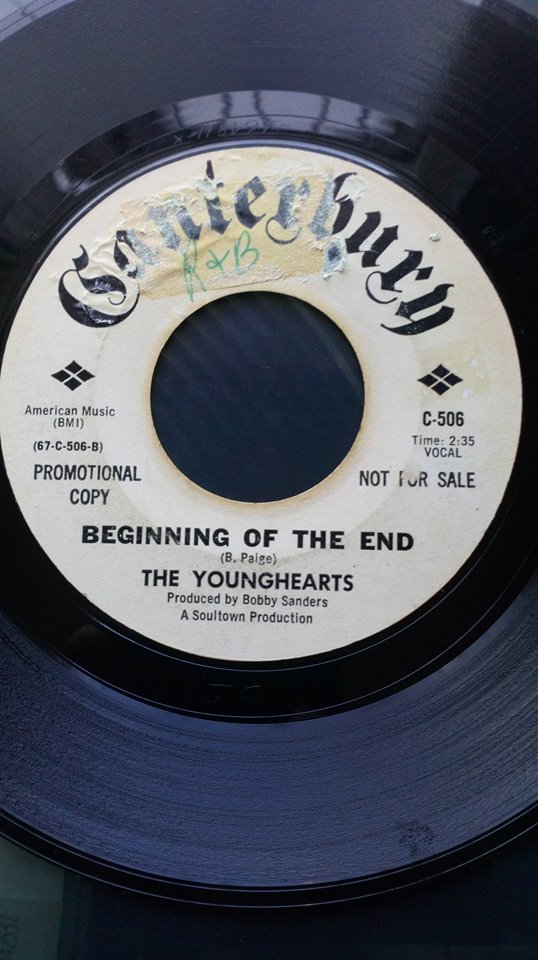 Canterbury
R & B
American Music
(BMI)
(67-C-506-B)
PROMOTIONAL
COPY
C-506
Time: 2:35
VOCAL
NOT FOR SALE
BEGINNING OF THE END
(B. Paige)
THE YOUNGHEARTS
Produced by Bobby Sanders
A Soultown Production